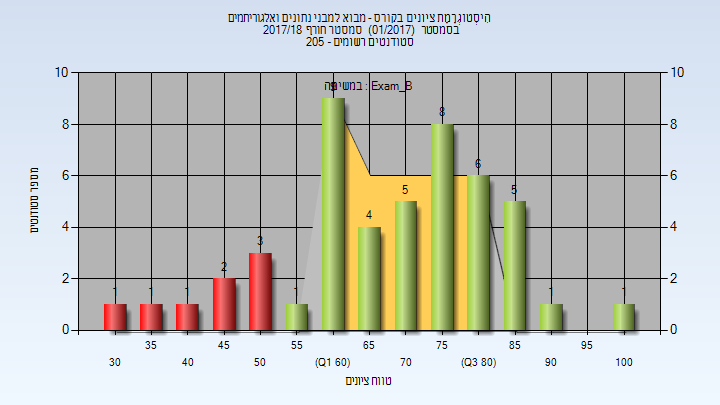 היסטוגרמת ציונים בקורס - מבוא למבני נתונים ואלגוריתמים
בסמסטר (01/2017) סמסטר חורף 2017/18
סטודנטים רשומים - 205
במשימה : Exam_B
10 10
8 8
6 6
4 4
2 2
0 0
מספר סטודנטים
1 1 1 2 3 1 9 4 5 8 6 5 1 1
35 45 55 65 75 85 95
30 40 50 (Q1 60) 70 (Q3 80) 90 100
טווח ציונים